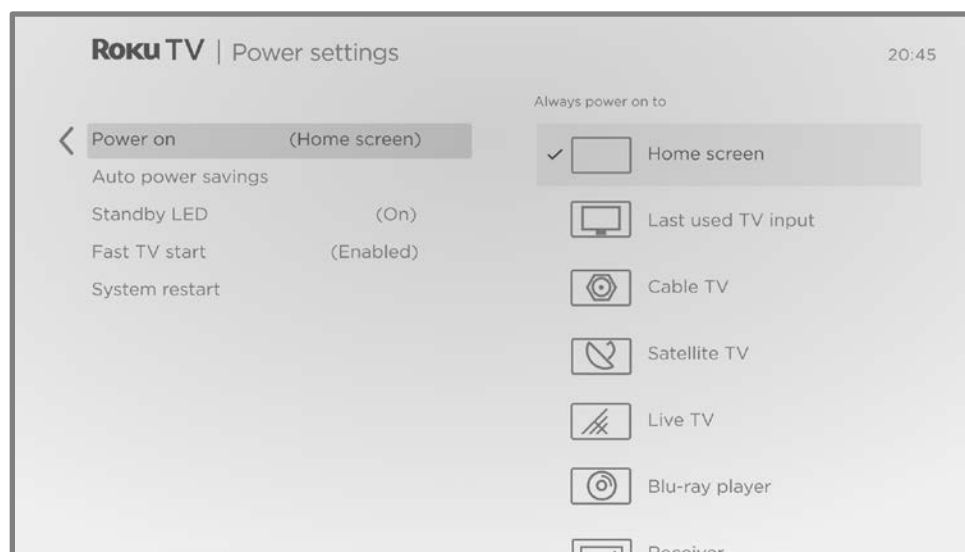 Roku TV | Power settings
20:45
Power on (Home screen)
Auto power savings
Standby LED (On)
Fast TV start (Enabled)
System restart
Always power on to
Home screen
Last used TV input
Cable TV
Satellite TV
Live TV
Blu-ray player
Receiver